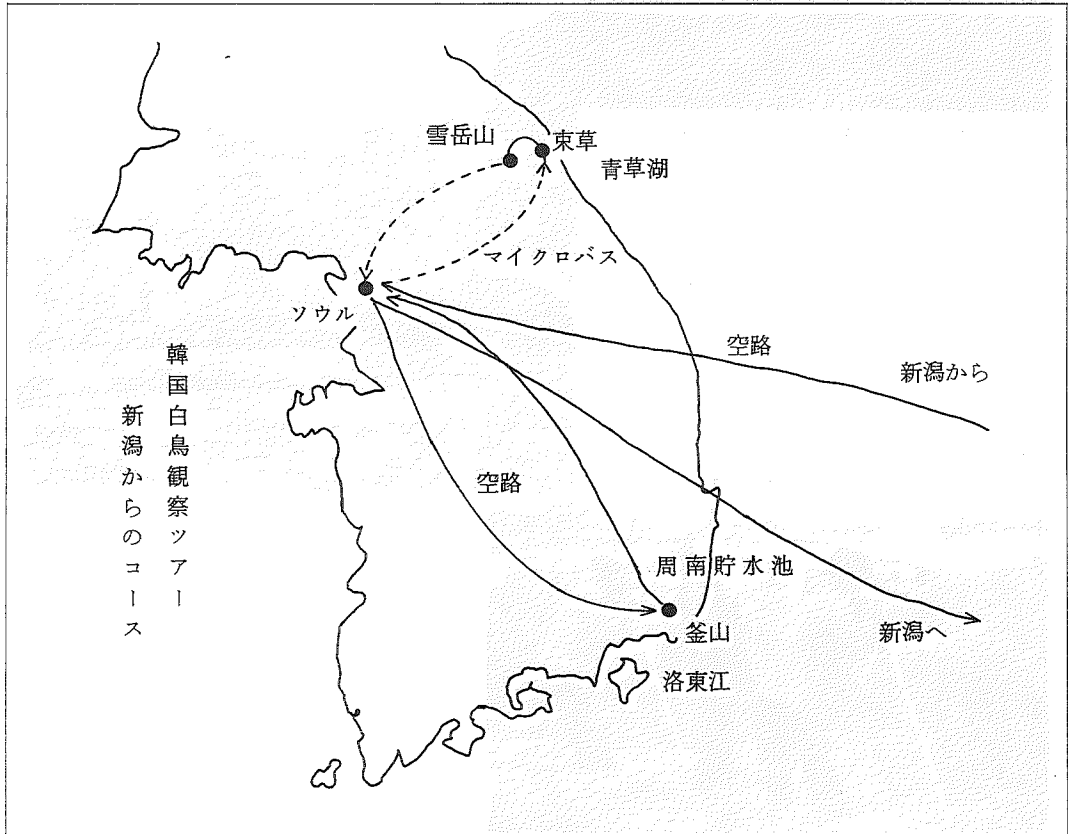 雪岳山
束草
青草湖
マイクロバス
ソウル
空路
新潟から
韓国白鳥観察ツアー
新潟からのコース
空路
周南貯水池
釜山
新潟へ
洛東江